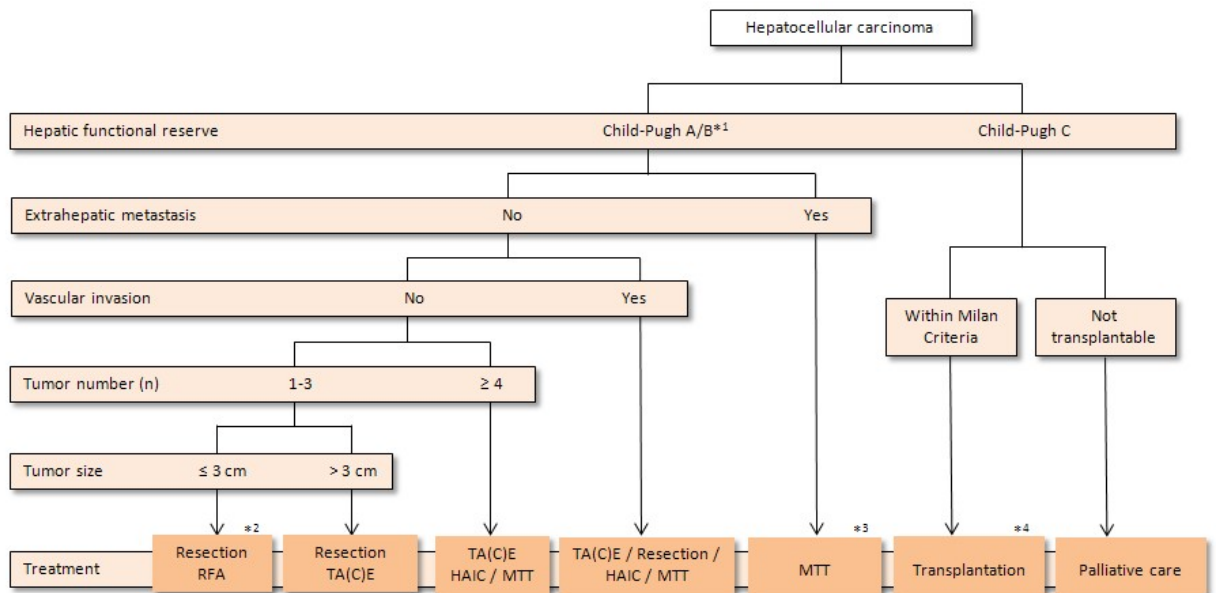 Hepatocellular carcinoma
Hepatic functional reserve Child-Pugh A/B*1 Child-Pugh C
Extrahepatic metastasis No Yes
Vascular invasion No Yes
Within Milan Criteria
Not transplantable
Tumor number (n) 1-3 ≥ 4
Tumor size ≤ 3 cm > 3 cm
*2 *3 *4
Treatment
Resection
RFA
Resection
TA(C)E
TA(C)E
HAIC / MTT
TA(C)E / Resection /
HAIC / MTT
MTT
Transplantation
Palliative care